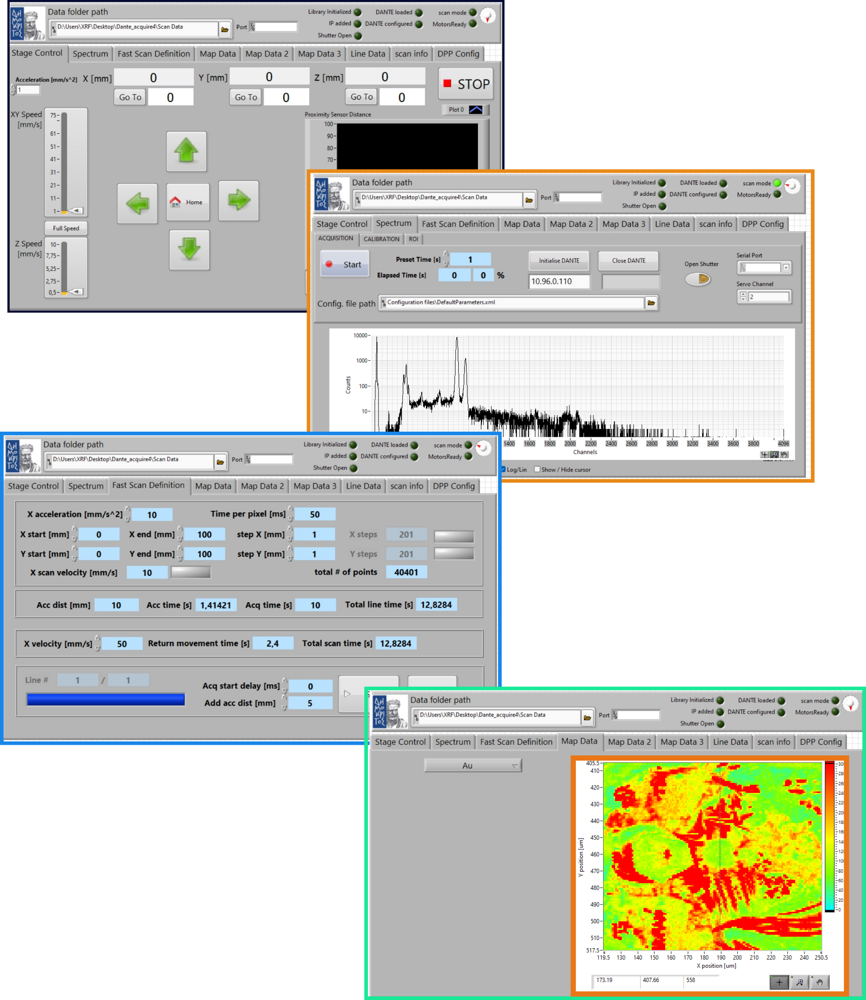 ΔΗ
ΜΟ
ΚΡΙ
ΤΟΣ
Data folder path
D:\Users\XRF\Desktop\Dante_acquire4\Scan Data
Port
Library Initialized
DANTE loaded
scan mode
IP added
DANTE configured
MotorsReady
Shutter Open
Stage Control Spectrum Fast Scan Definition Map Data Map Data 2 Map Data 3 Line Data scan info DPP Config
Acceleration [mm/s^2]
1
X [mm] 0
Y [mm] 0
Z [mm] 0
STOP
Go To 0
Go To 0
Go To 0
Plot 0
XY Speed
[mm/s]
75
61
51
41
31
21
11
1
Full Speed
Z Speed
[mm/s]
10
7,75
5,25
2,75
0,5
Home
Proximity Sensor Distance
100
90
80
70
ΔΗ
ΜΟ
ΚΡΙ
ΤΟΣ
Data folder path
D:\Users\XRF\Desktop\Dante_acquire4\Scan Data
Port
Library Initialized
DANTE loaded
scan mode
IP added
DANTE configured
MotorsReady
Shutter Open
Stage Control Spectrum Fast Scan Definition Map Data Map Data 2 Map Data 3 Line Data scan info DPP Config
ACQUISITION CALIBRATION ROI
Start
Preset Time [s] 1
Elapsed Time [s] 0 0 %
Initialise DANTE
Close DANTE
10.96.0.110
Open Shutter
Serial Port
Servo Channel
2
Config. file path
Configuration files\DefaultParameters.xml
10000
1000
100
10
Counts
1400 1600 1800 2000 2200 2400 2600 2800 3000 3200 3400 3600 3800 4096
Channels
Log/Lin Show / Hide cursor
ΔΗ
ΜΟ
ΚΡΙ
ΤΟΣ
Data folder path
D:\Users\XRF\Desktop\Dante_acquire4\Scan Data
Port
Library Initialized
DANTE loaded
scan mode
IP added
DANTE configured
MotorsReady
Shutter Open
Stage Control Spectrum Fast Scan Definition Map Data Map Data 2 Map Data 3 Line Data scan info DPP Config
X acceleration [mm/s^2] 10 Time per pixel [ms] 50
X start [mm] 0 X end [mm] 100 step X [mm] 1 X steps 201
Y start [mm] 0 Y end [mm] 100 step Y [mm] 1 Y steps 201
X scan velocity [mm/s] 10 total # of points 40401
Acc dist [mm] 10 Acc time [s] 1,41421 Acq time [s] 10 Total line time [s] 12,8284
X velocity [mm/s] 50 Return movement time [s] 2,4 Total scan time [s] 12,8284
Line # 1 / 1
Acq start delay [ms] 0
Add acc dist [mm] 5
ΔΗ
ΜΟ
ΚΡΙ
ΤΟΣ
Data folder path
D:\Users\XRF\Desktop\Dante_acquire4\Scan Data
Port
Library Initialized
DANTE loaded
scan mode
IP added
DANTE configured
MotorsReady
Shutter Open
Stage Control Spectrum Fast Scan Definition Map Data Map Data 2 Map Data 3 Line Data scan info DPP Config
Au
405.5
410
420
430
440
450
460
470
480
490
500
510
517.5
Y position [um]
119.5 130 140 150 160 170 180 190 200 210 220 230 240 250.5
X position [um]
80
60
40
20
0
173.19 407.66 558